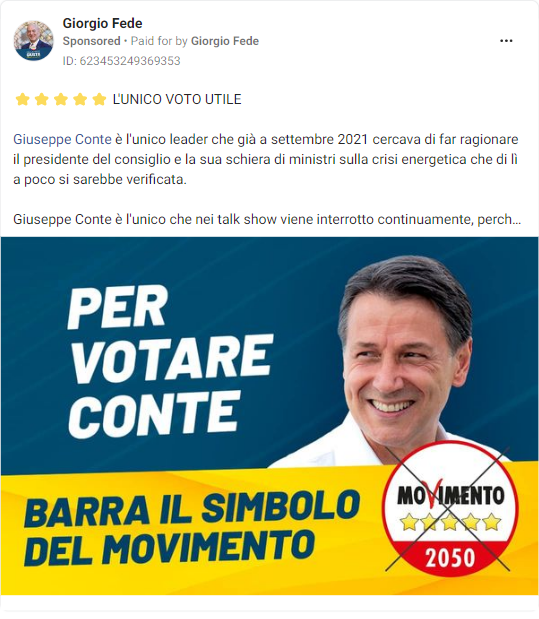 Giorgio Fede
Sponsored • Paid for by Giorgio Fede
ID: 623453249369353
L'UNICO VOTO UTILE
Giuseppe Conte è l'unico leader che già a settembre 2021 cercava di far ragionare
il presidente del consiglio e la sua schiera di ministri sulla crisi energetica che di lì
a poco si sarebbe verificata.
Giuseppe Conte è l'unico che nei talk show viene interrotto continuamente, perch...
PER
VOTARE
CONTE
BARRA IL SIMBOLO
DEL MOVIMENTO
MOVIMENTO
2050